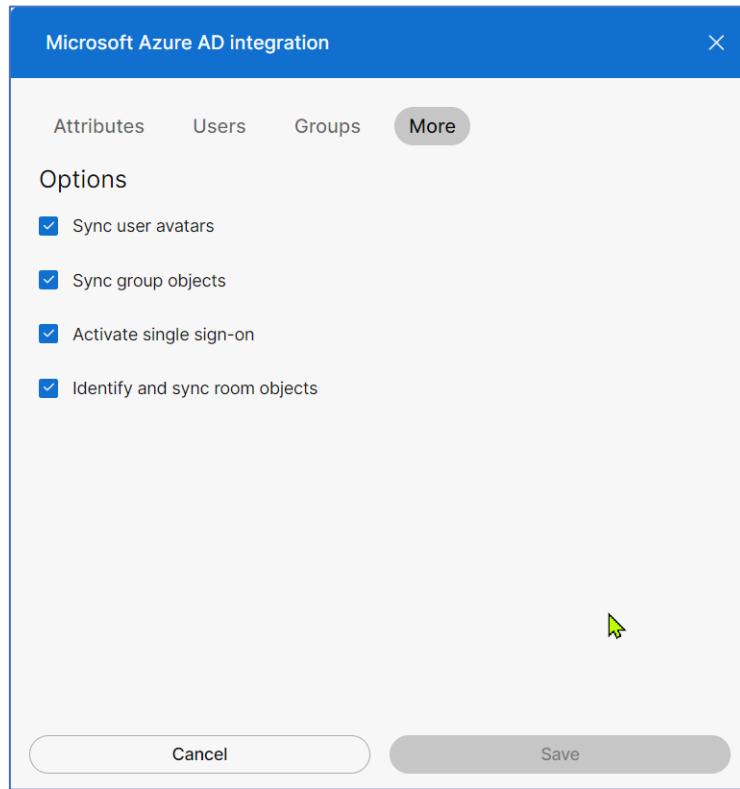 Microsoft Azure AD integration
Attributes Users Groups More
Options
Sync user avatars
Sync group objects
Activate single sign-on
Identify and sync room objects
Cancel Save